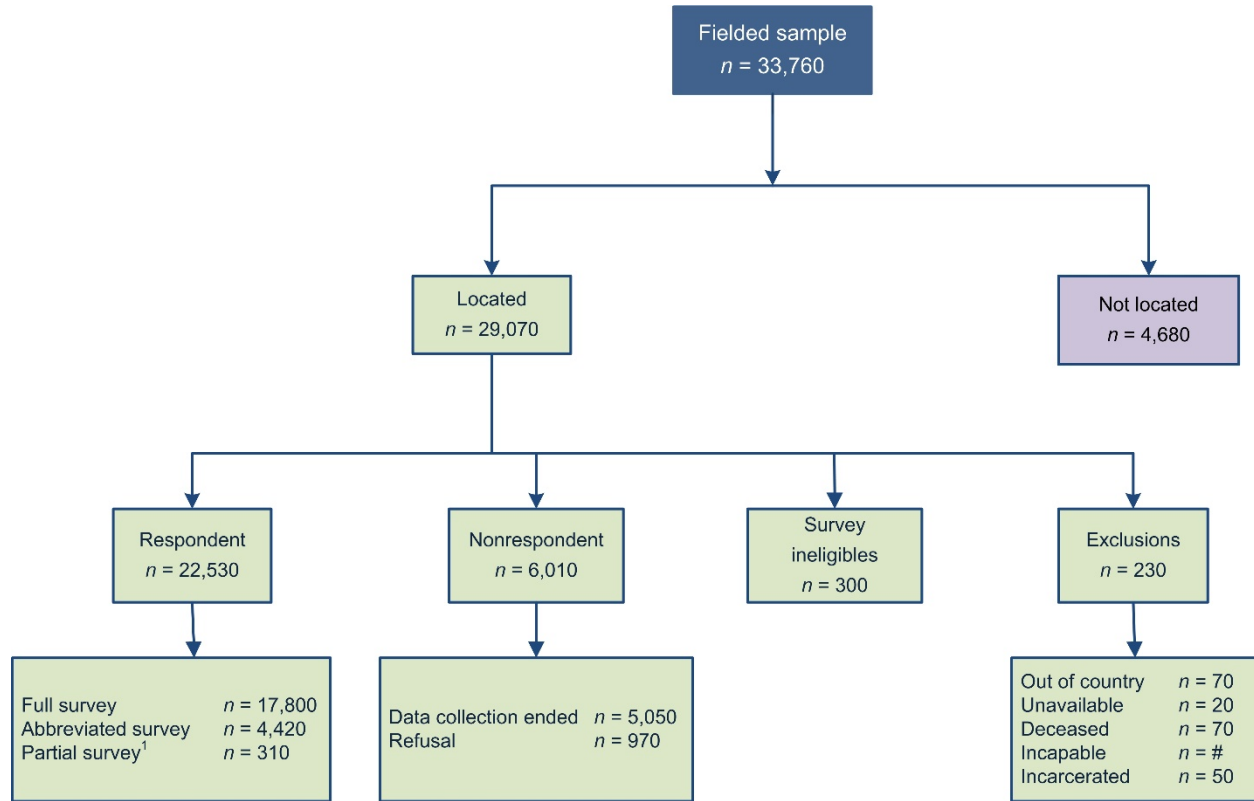 Fielded sample
n = 33,760
Located
n = 29,070
Not located
n = 4,680
Respondent
n = 22,530
Nonrespondent
n = 6,010
Survey
ineligibles
n = 300
Exclusions
n = 230
Full survey n = 17,800
Abbreviated survey n = 4,420
Partial survey¹ n = 310
Data collection ended n = 5,050
Refusal n = 970
Out of country n = 70
Unavailable n = 20
Deceased n = 70
Incapable n = #
Incarcerated n = 50